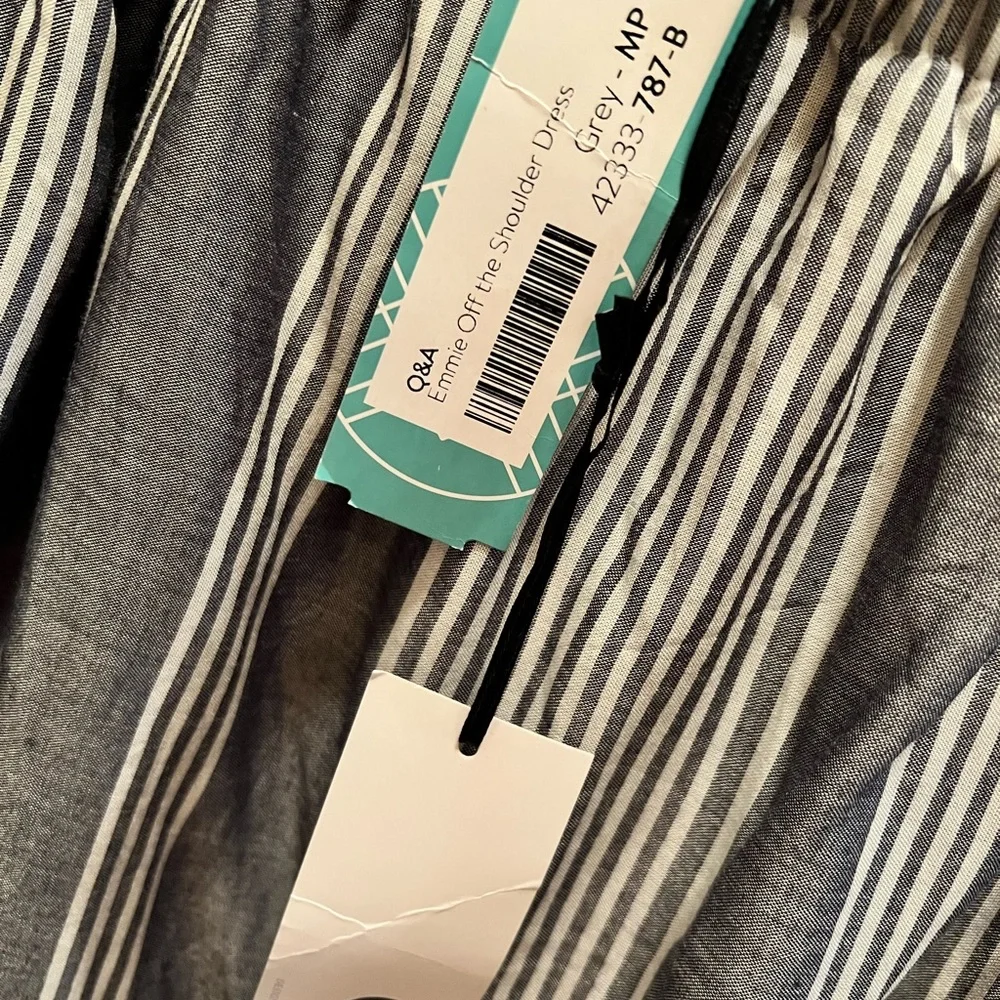 Q&A
Emmie Off the Shoulder Dress
Grey - MP
42333-787-B